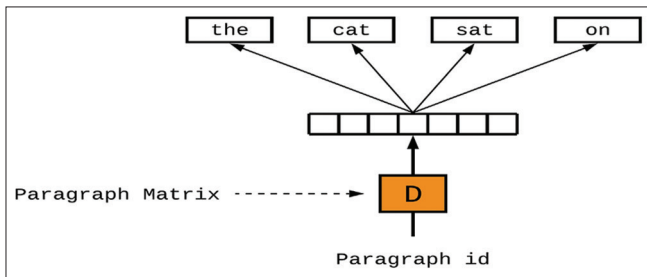 the cat sat on
D
Paragraph Matrix
Paragraph id